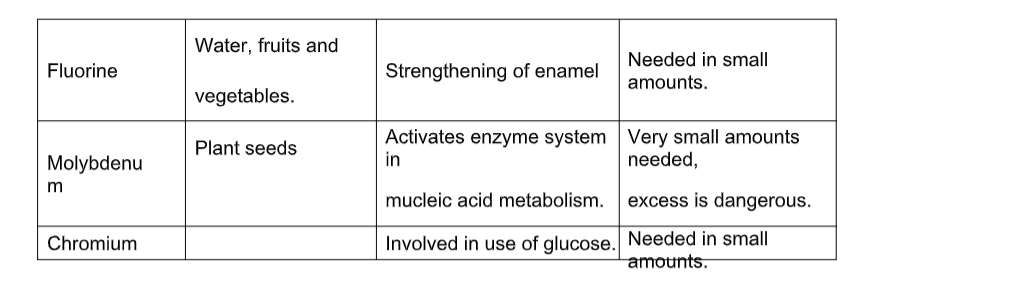 Fluorine
Water, fruits and
vegetables.
Strengthening of enamel
Needed in small
amounts.
Molybdenu
m
Plant seeds
Activates enzyme system
in
mucleic acid metabolism.
Very small amounts
needed,
excess is dangerous.
Chromium
Involved in use of glucose.
Needed in small
amounts.